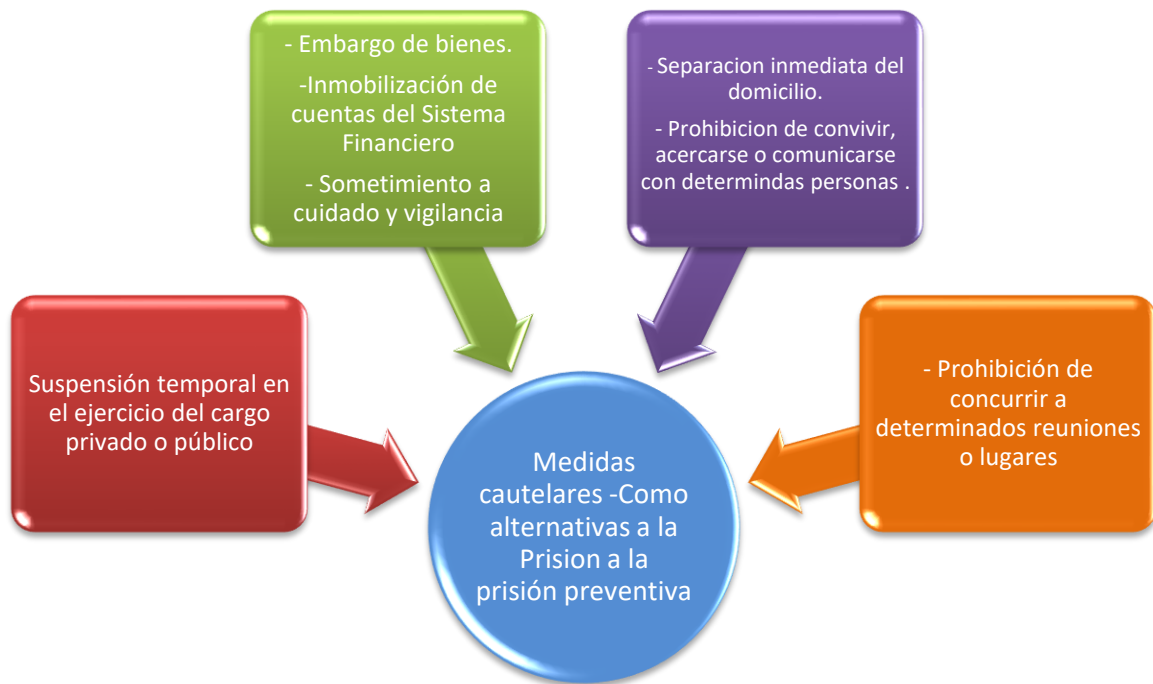 - Embargo de bienes.
-Inmobilización de
cuentas del Sistema
Financiero
- Sometimiento a
cuidado y vigilancia
- Separacion inmediata del
domicilio.
- Prohibicion de convivir,
acercarse o comunicarse
con determindas personas .
Suspensión temporal en
el ejercicio del cargo
privado o público
- Prohibición de
concurrir a
determinados reuniones
o lugares
Medidas
cautelares -Como
alternativas a la
Prision a la
prisión preventiva